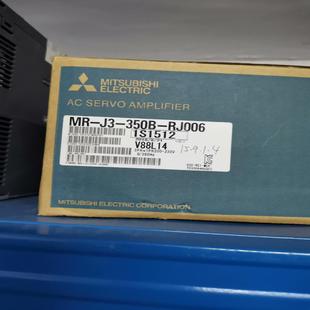 MITSUBISHI
ELECTRIC
AC SERVO AMPLIFIER
MR-J3-350B-RJ006
1S1512
V88L14
MITSUBISHI ELECTRIC CORPORATION